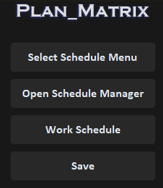 Plan_Matrix
Select Schedule Menu
Open Schedule Manager
Work Schedule
Save